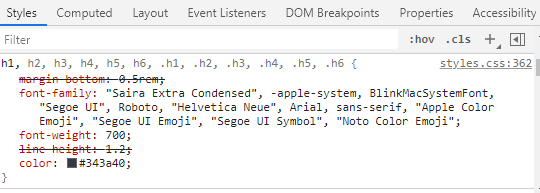 Styles Computed Layout Event Listeners DOM Breakpoints Properties Accessibility
Filter :hov .cls +
h1, h2, h3, h4, h5, h6, .h1, .h2, .h3, .h4, .h5, .h6 { styles.css:362
margin-bottom: 0.5rem;
font-family: "Saira Extra Condensed", -apple-system, BlinkMacSystemFont,
"Segoe UI", Roboto, "Helvetica Neue", Arial, sans-serif, "Apple Color
Emoji", "Segoe UI Emoji", "Segoe UI Symbol", "Noto Color Emoji";
font-weight: 700;
line-height: 1.2;
color: #343a40;
}